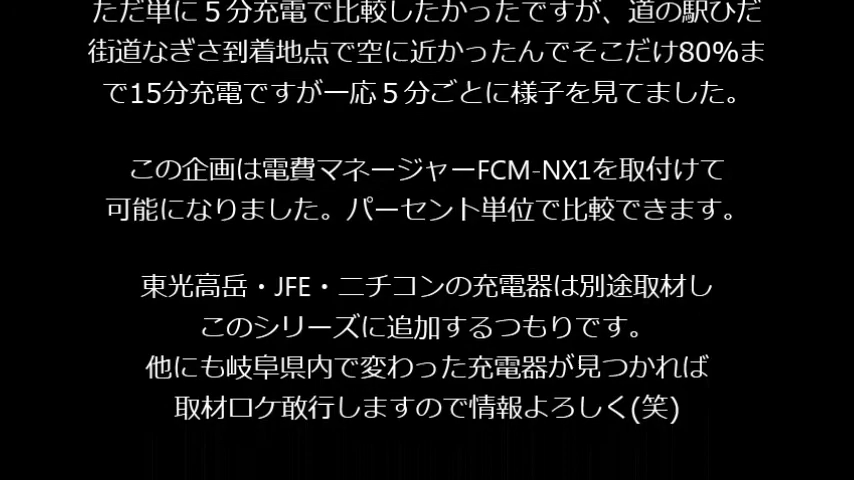 ただ単に５分充電で比較したかったですが、道の駅ひだ
街道なぎさ到着地点で空に近かったんでそこだけ80%ま
で15分充電ですが一応５分ごとに様子を見てました。
この企画は電費マネージャーFCM-NX1を取付けて
可能になりました。パーセント単位で比較できます。
東光高岳・JFE・ニチコンの充電器は別途取材し
このシリーズに追加するつもりです。
他にも岐阜県内で変わった充電器が見つかれば
取材ロケ敢行しますので情報よろしく(笑)